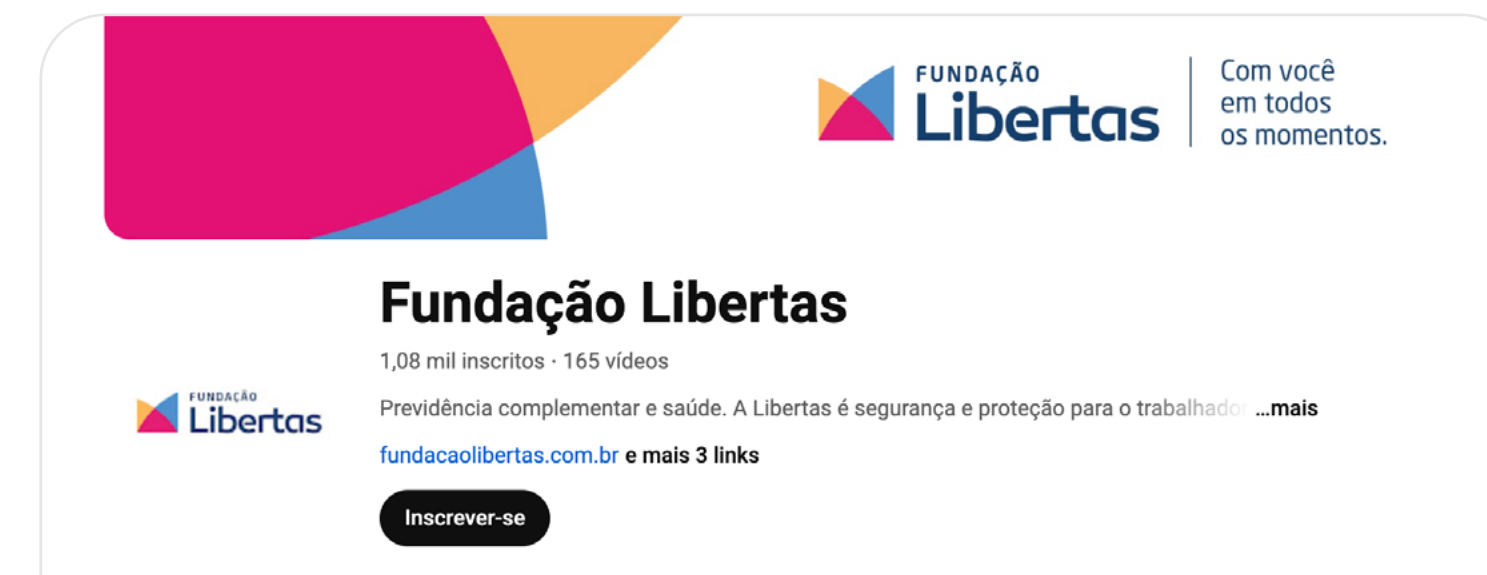 FUNDAÇÃO
Libertas
Com você
em todos
os momentos.
Fundação Libertas
1,08 mil inscritos · 165 vídeos
FUNDAÇÃO
Libertas
Previdência complementar e saúde. A Libertas é segurança e proteção para o trabalhador ...mais
fundacaolibertas.com.br e mais 3 links
Inscrever-se